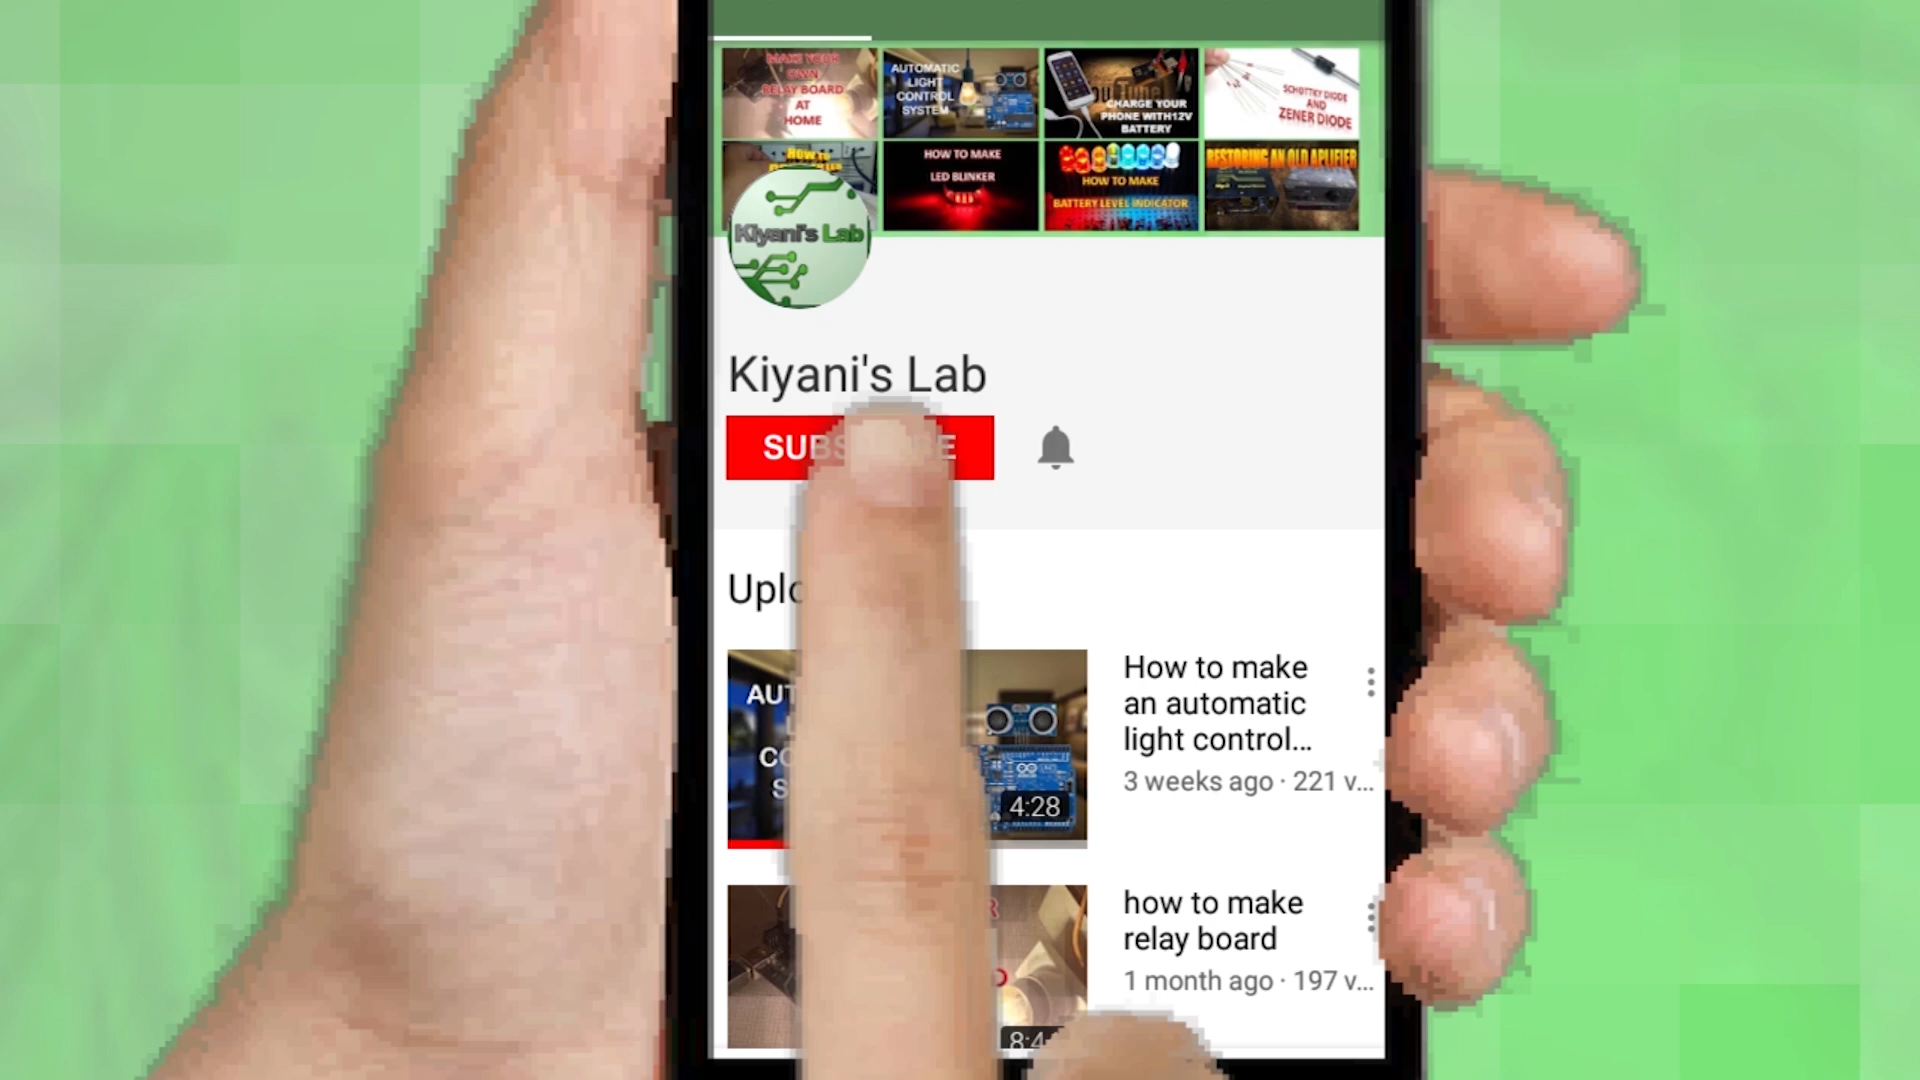 MAKE YOUR
OWN
RELAY BOARD
AT
HOME
AUTOMATIC
LIGHT
CONTROL
SYSTEM
CHARGE YOUR
PHONE WITH12V
BATTERY
SCHOTTKY DIODE
AND
ZENER DIODE
HOW TO
HOW TO MAKE
LED BLINKER
HOW TO MAKE
BATTERY LEVEL INDICATOR
RESTORING AN OLD APLIFIER
Kiyani's Lab
Kiyani's Lab
How to make
an automatic
light control...
3 weeks ago · 221 v...
4:28
how to make
relay board
1 month ago · 197 v...